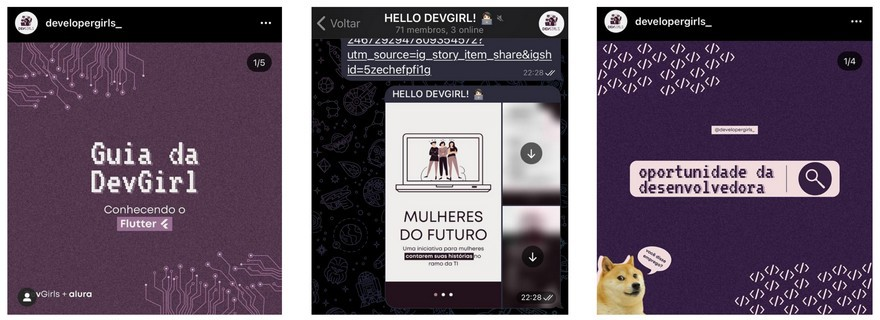 developergirls_
1/5
Guia da
DevGirl
Conhecendo o
Flutter
vGirls + alura
Voltar
HELLO DEVGIRL!
71 membros, 3 online
2467292947809354572?
utm_source=ig_story_item_share&igsh
id=5zechefpfi1g
22:28
HELLO DEVGIRL!
MULHERES
DO FUTURO
Uma iniciativa para mulheres
contarem suas histórias no
ramo da TI
22:28
developergirls_
1/4
@developergirls_
oportunidade da
desenvolvedora
você disse
emprego?